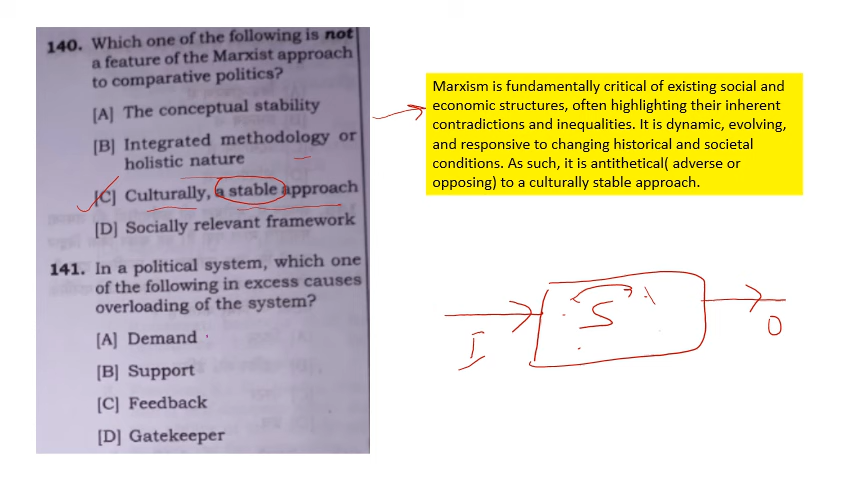 140. Which one of the following is not
a feature of the Marxist approach
to comparative politics?
[A] The conceptual stability
[B] Integrated methodology or
holistic nature
[C] Culturally, a stable approach
[D] Socially relevant framework
141. In a political system, which one
of the following in excess causes
overloading of the system?
[A] Demand
[B] Support
[C] Feedback
[D] Gatekeeper
Marxism is fundamentally critical of existing social and
economic structures, often highlighting their inherent
contradictions and inequalities. It is dynamic, evolving,
and responsive to changing historical and societal
conditions. As such, it is antithetical( adverse or
opposing) to a culturally stable approach.
I
S
O